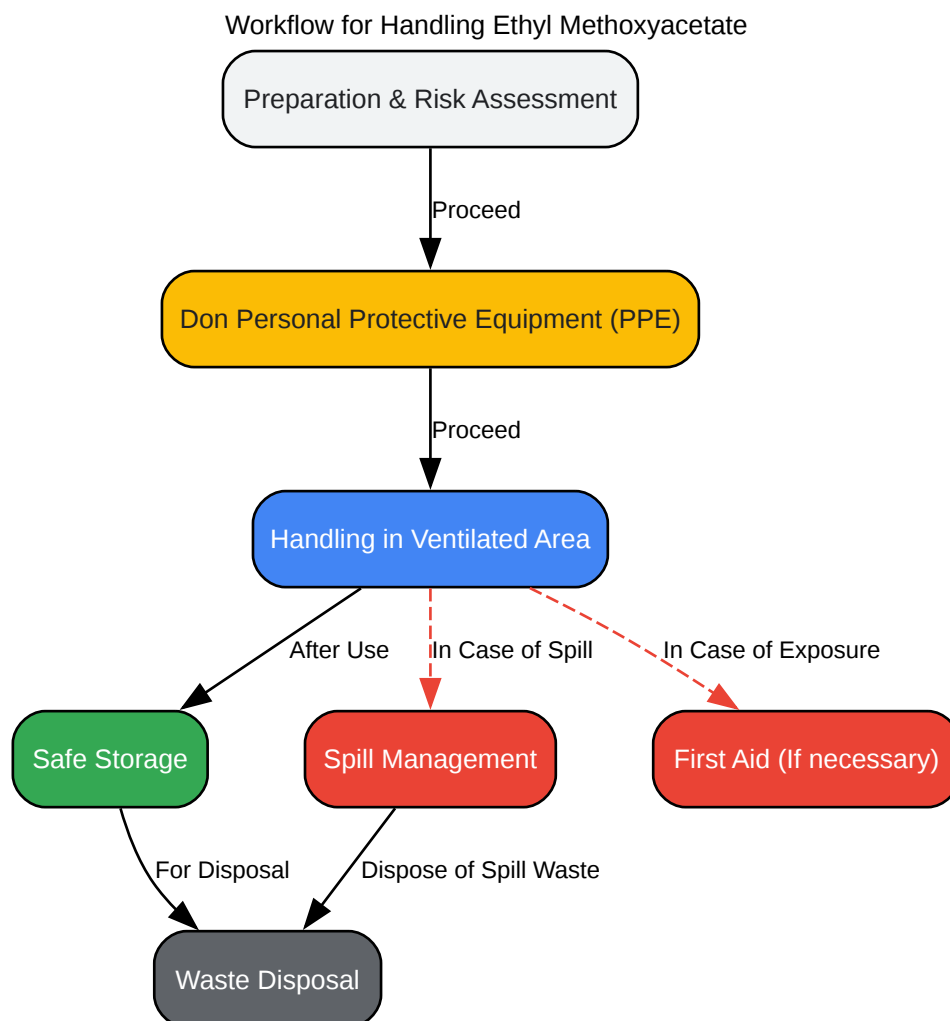 Workflow for Handling Ethyl Methoxyacetate
Preparation & Risk Assessment
Proceed
Don Personal Protective Equipment (PPE)
Proceed
Handling in Ventilated Area
After Use
In Case of Spill
In Case of Exposure
Safe Storage
Spill Management
First Aid (If necessary)
For Disposal
Dispose of Spill Waste
Waste Disposal